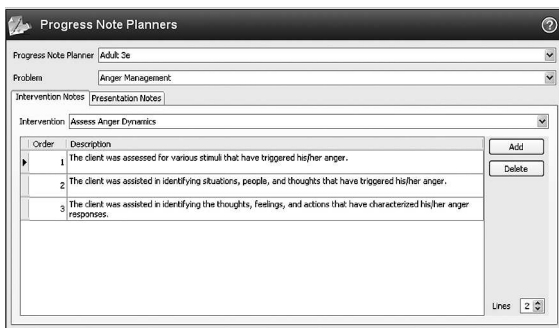 Progress Note Planners
?
Progress Note Planner Adult 3e
Problem Anger Management
Intervention Notes Presentation Notes
Intervention Assess Anger Dynamics
Order Description
Add
1 The client was assessed for various stimuli that have triggered his/her anger.
Delete
2 The client was assisted in identifying situations, people, and thoughts that have triggered his/her anger.
3 The client was assisted in identifying the thoughts, feelings, and actions that have characterized his/her anger
responses.
Lines 2